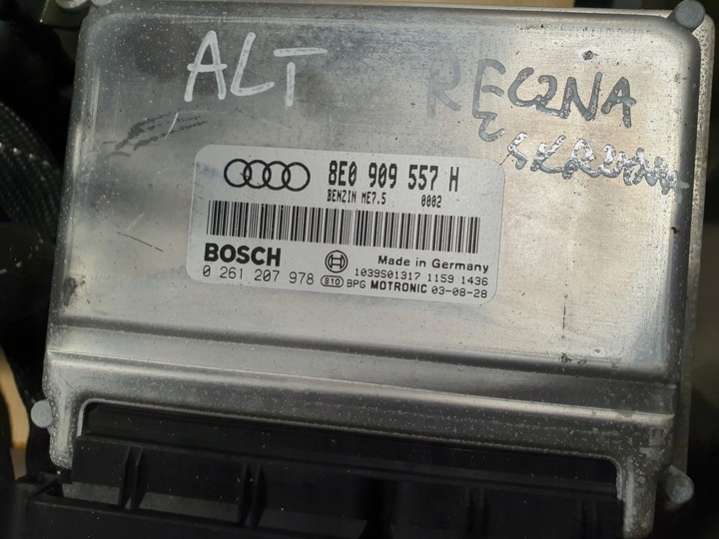 ALT
RĘCZNA
8E0 909 557 H
BENZIN ME7.5 0002
BOSCH
Made in Germany
0 261 207 978
1039S01317 1159 1436
810 BPG MOTRONIC 03-08-28